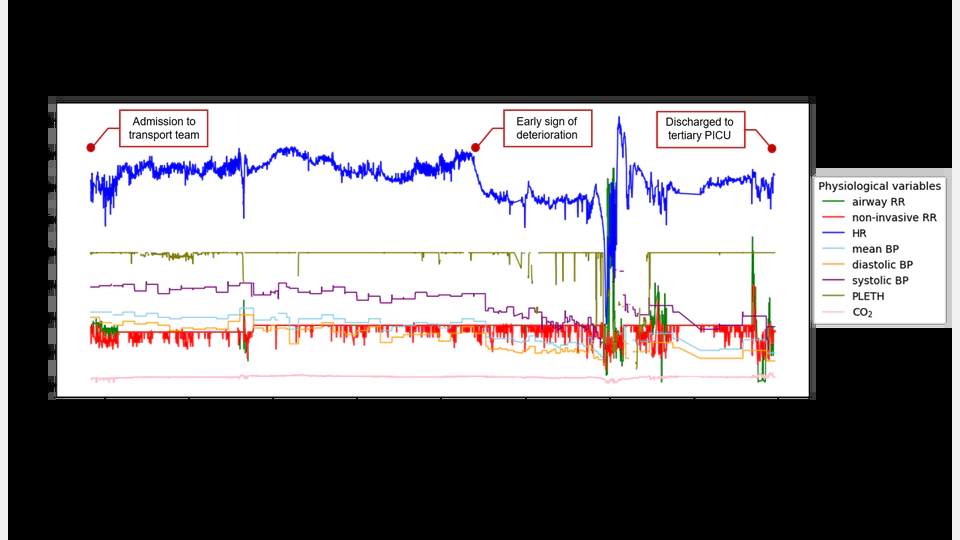 Admission to
transport team
Early sign of
deterioration
Discharged to
tertiary PICU
Physiological variables
airway RR
non-invasive RR
HR
mean BP
diastolic BP
systolic BP
PLETH
CO₂